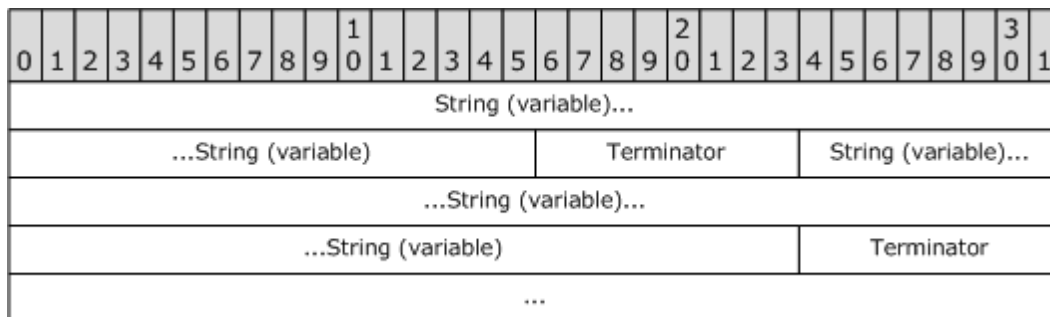 1 2 3
0 1 2 3 4 5 6 7 8 9 0 1 2 3 4 5 6 7 8 9 0 1 2 3 4 5 6 7 8 9 0 1
String (variable)...
...String (variable) Terminator String (variable)...
...String (variable)...
...String (variable) Terminator
...